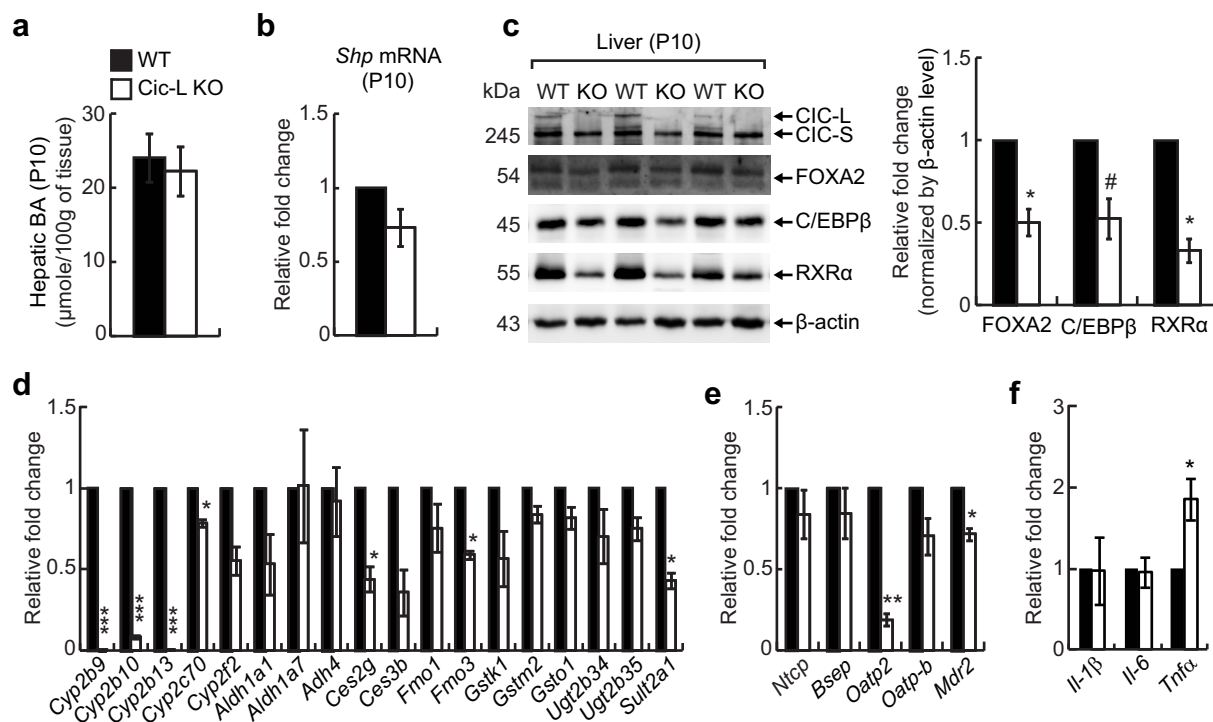 a
WT
Cic-L KO
Hepatic BA (P10)
(µmole/100g of tissue)
30
20
10
0
b
Shp mRNA
(P10)
Relative fold change
1.5
1
0.5
0
c
Liver (P10)
kDa WT KO WT KO WT KO
CIC-L
245 CIC-S
54 FOXA2
45 C/EBPβ
55 RXRα
43 β-actin
Relative fold change
(normalized by β-actin level)
1.5
1
0.5
0
* # *
FOXA2 C/EBPβ RXRα
d
Relative fold change
1.5
1
0.5
0
*** *** *** * * * *
Cyp2b9
Cyp2b10
Cyp2b13
Cyp2c70
Cyp2f2
Aldh1a1
Aldh1a7
Adh4
Ces2g
Ces3b
Fmo1
Fmo3
Gstk1
Gstm2
Gsto1
Ugt2b34
Ugt2b35
Sult2a1
e
Relative fold change
1.5
1
0.5
0
** *
Ntcp
Bsep
Oatp2
Oatp-b
Mdr2
f
Relative fold change
3
2
1
0
*
Il-1β
Il-6
Tnfα